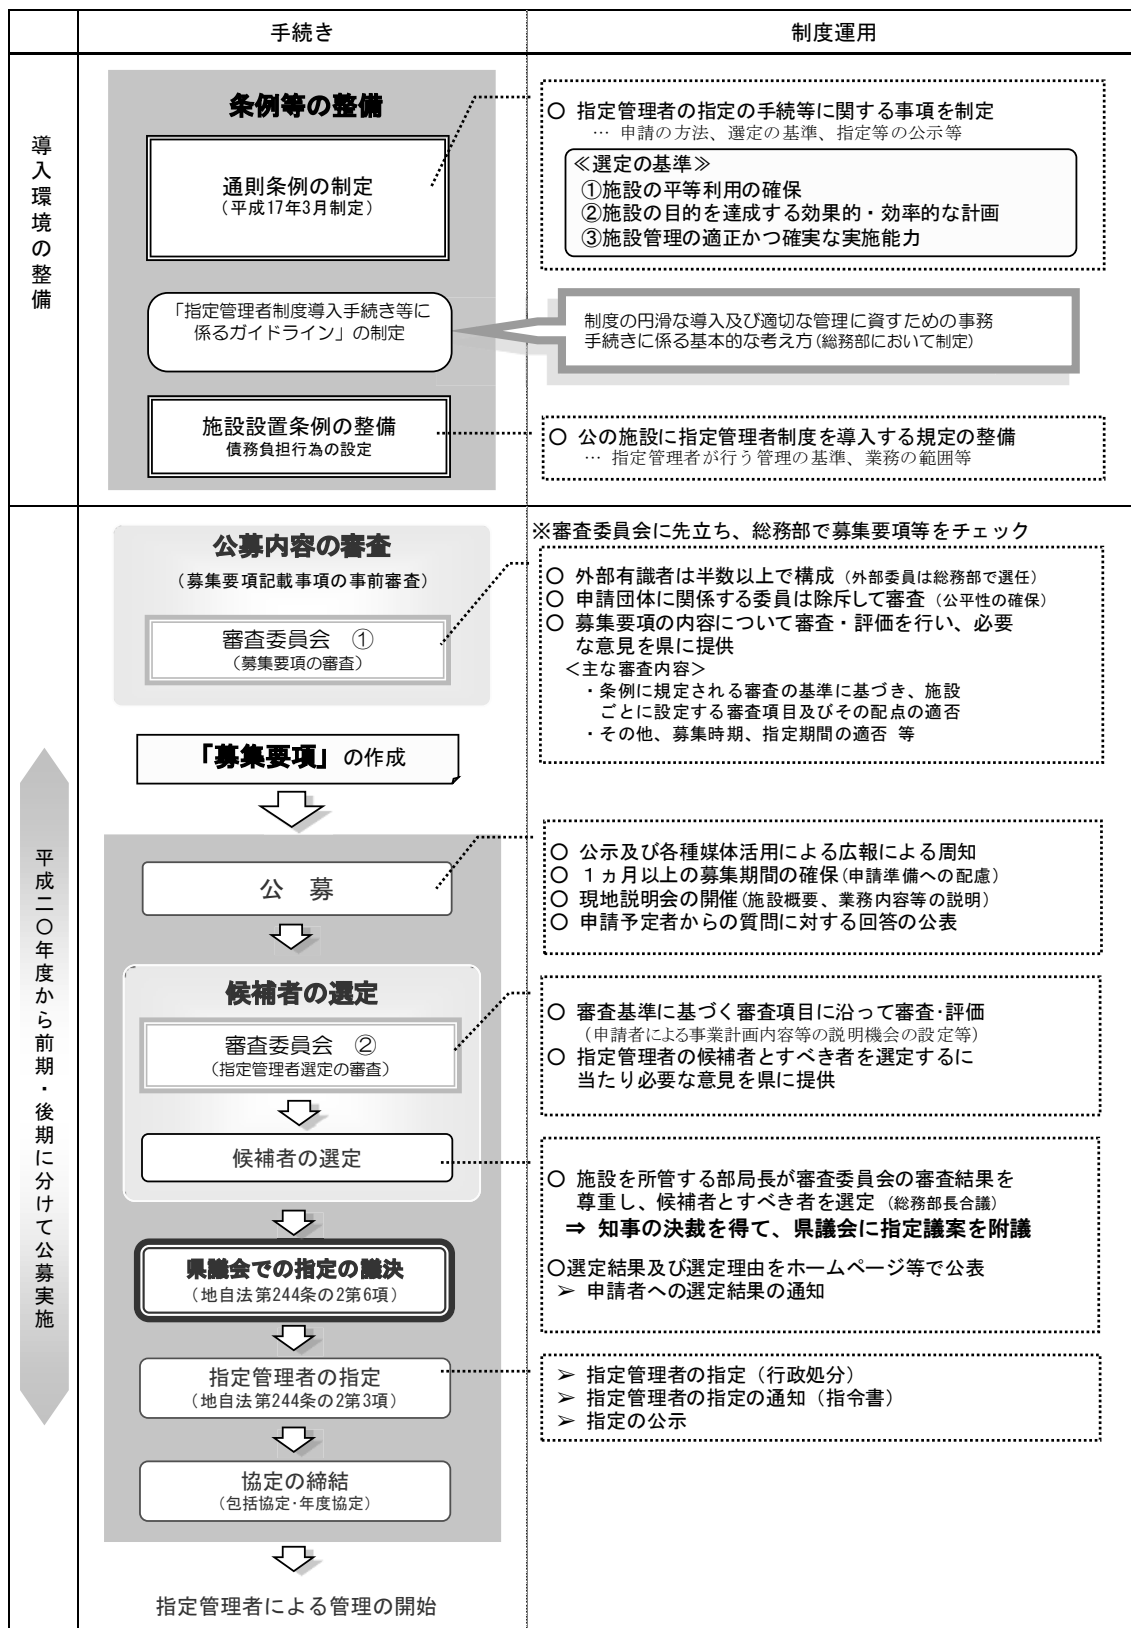 手続き
制度運用
導入環境の整備
条例等の整備
通則条例の制定
（平成17年3月制定）
「指定管理者制度導入手続き等に
係るガイドライン」の制定
施設設置条例の整備
債務負担行為の設定
○ 指定管理者の指定の手続等に関する事項を制定
… 申請の方法、選定の基準、指定等の公示等
≪選定の基準≫
①施設の平等利用の確保
②施設の目的を達成する効果的・効率的な計画
③施設管理の適正かつ確実な実施能力
制度の円滑な導入及び適切な管理に資すための事務
手続きに係る基本的な考え方(総務部において制定)
○ 公の施設に指定管理者制度を導入する規定の整備
… 指定管理者が行う管理の基準、業務の範囲等
平成二〇年度から前期・後期に分けて公募実施
公募内容の審査
（募集要項記載事項の事前審査）
審査委員会 ①
（募集要項の審査）
「募集要項」の作成
※審査委員会に先立ち、総務部で募集要項等をチェック
○ 外部有識者は半数以上で構成（外部委員は総務部で選任）
○ 申請団体に関係する委員は除斥して審査（公平性の確保）
○ 募集要項の内容について審査・評価を行い、必要
な意見を県に提供
＜主な審査内容＞
・条例に規定される審査の基準に基づき、施設
ごとに設定する審査項目及びその配点の適否
・その他、募集時期、指定期間の適否 等
公 募
○ 公示及び各種媒体活用による広報による周知
○ １ヵ月以上の募集期間の確保(申請準備への配慮)
○ 現地説明会の開催(施設概要、業務内容等の説明)
○ 申請予定者からの質問に対する回答の公表
候補者の選定
審査委員会 ②
（指定管理者選定の審査）
候補者の選定
○ 審査基準に基づく審査項目に沿って審査・評価
（申請者による事業計画内容等の説明機会の設定等）
○ 指定管理者の候補者とすべき者を選定するに
当たり必要な意見を県に提供
○ 施設を所管する部局長が審査委員会の審査結果を
尊重し、候補者とすべき者を選定（総務部長合議）
⇒ 知事の決裁を得て、県議会に指定議案を附議
○選定結果及び選定理由をホームページ等で公表
➢ 申請者への選定結果の通知
県議会での指定の議決
（地自法第244条の2第6項）
指定管理者の指定
（地自法第244条の2第3項）
➢ 指定管理者の指定（行政処分）
➢ 指定管理者の指定の通知（指令書）
➢ 指定の公示
協定の締結
（包括協定・年度協定）
指定管理者による管理の開始